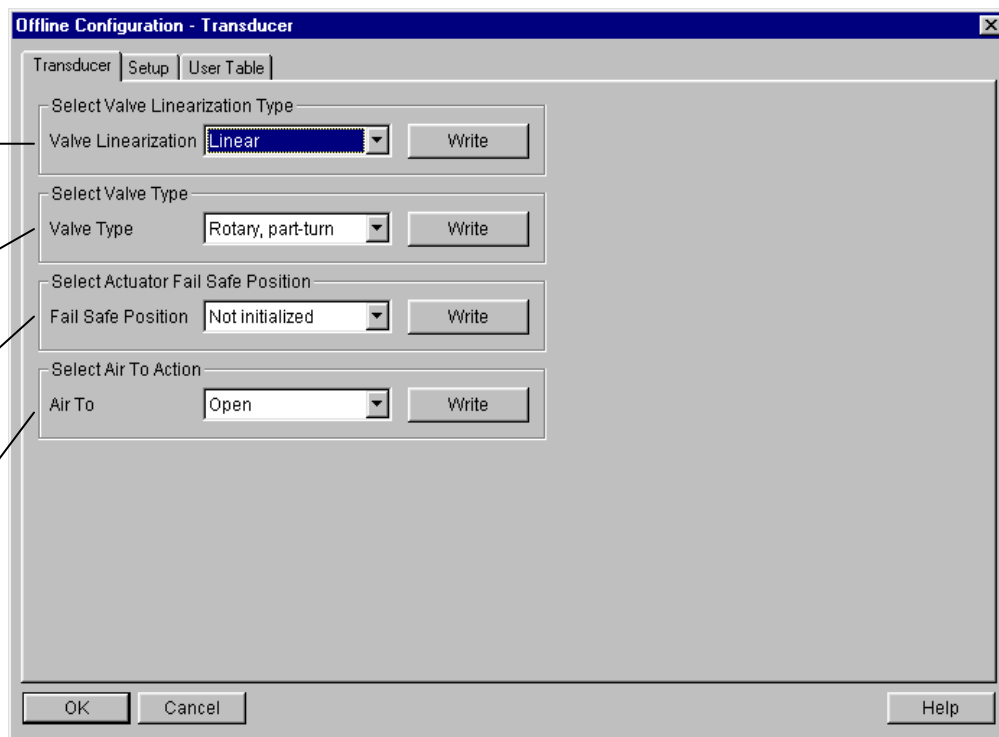 Offline Configuration - Transducer
Transducer Setup User Table
Select Valve Linearization Type
Valve Linearization Linear Write
Select Valve Type
Valve Type Rotary, part-turn Write
Select Actuator Fail Safe Position
Fail Safe Position Not initialized Write
Select Air To Action
Air To Open Write
OK Cancel Help